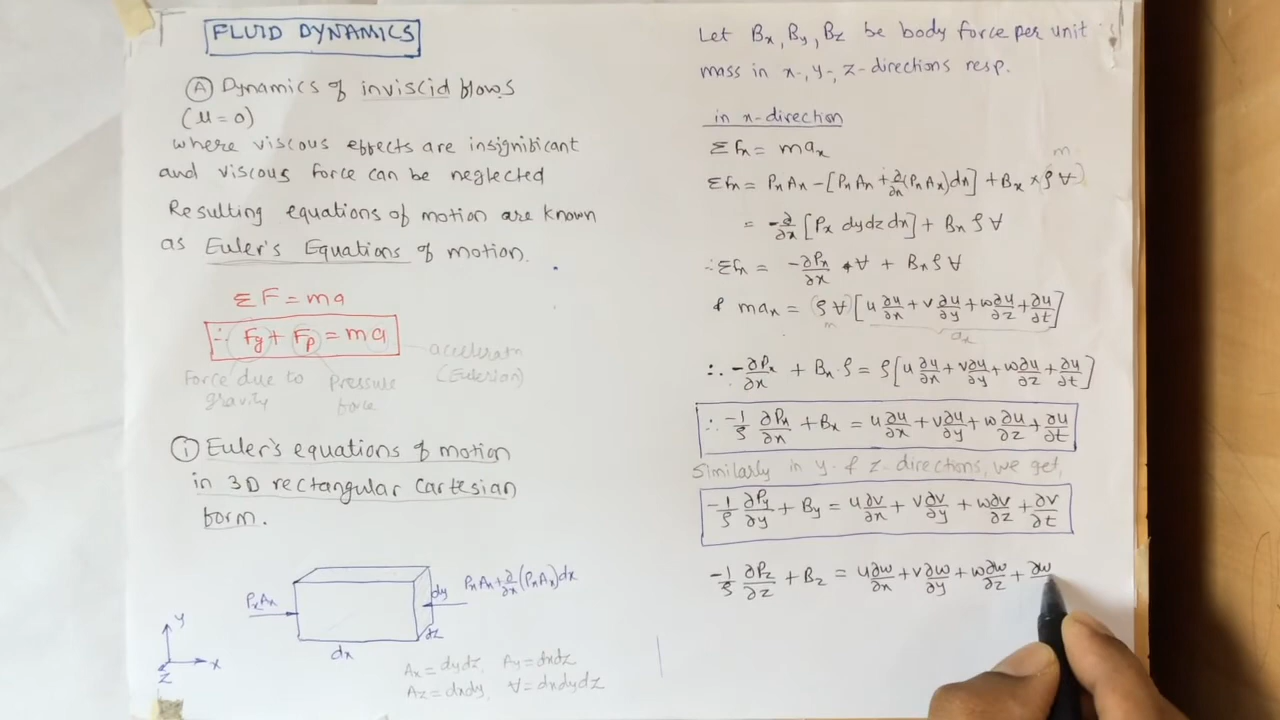 FLUID DYNAMICS
Ⓐ Dynamics of inviscid flows
(μ = 0)
where viscous effects are insignificant
and viscous force can be neglected
Resulting equations of motion are known
as Euler's Equations of motion.
ΣF = ma
∴ Fg + Fp = ma
Force due to gravity
Pressure force
acceleratn (Eulerian)
① Euler's equations of motion
in 3D rectangular Cartesian
form.
PxAx
PxAx + ∂/∂x (PxAx)dx
dy
dz
dx
y
x
z
Ax = dydz, Ay = dxdz
Az = dxdy, ∀ = dxdydz
Let Bx, By, Bz be body force per unit
mass in x-, y-, z-directions resp.
in x-direction
ΣFx = max
m
ΣFx = PxAx - [PxAx + ∂/∂x (PxAx)dx] + Bx × ρ∀
= -∂/∂x [Px dydzdx] + Bxρ∀
∴ ΣFx = -∂Px/∂x * ∀ + Bxρ∀
& max = (ρ∀)[u ∂u/∂x + v ∂u/∂y + w ∂u/∂z + ∂u/∂t]
m
ax
∴ -∂Px/∂x + Bxρ = ρ[u ∂u/∂x + v ∂u/∂y + w ∂u/∂z + ∂u/∂t]
∴ -1/ρ ∂Px/∂x + Bx = u ∂u/∂x + v ∂u/∂y + w ∂u/∂z + ∂u/∂t
Similarly in y & z directions, we get,
-1/ρ ∂Py/∂y + By = u ∂v/∂x + v ∂v/∂y + w ∂v/∂z + ∂v/∂t
-1/ρ ∂Pz/∂z + Bz = u ∂w/∂x + v ∂w/∂y + w ∂w/∂z + ∂w